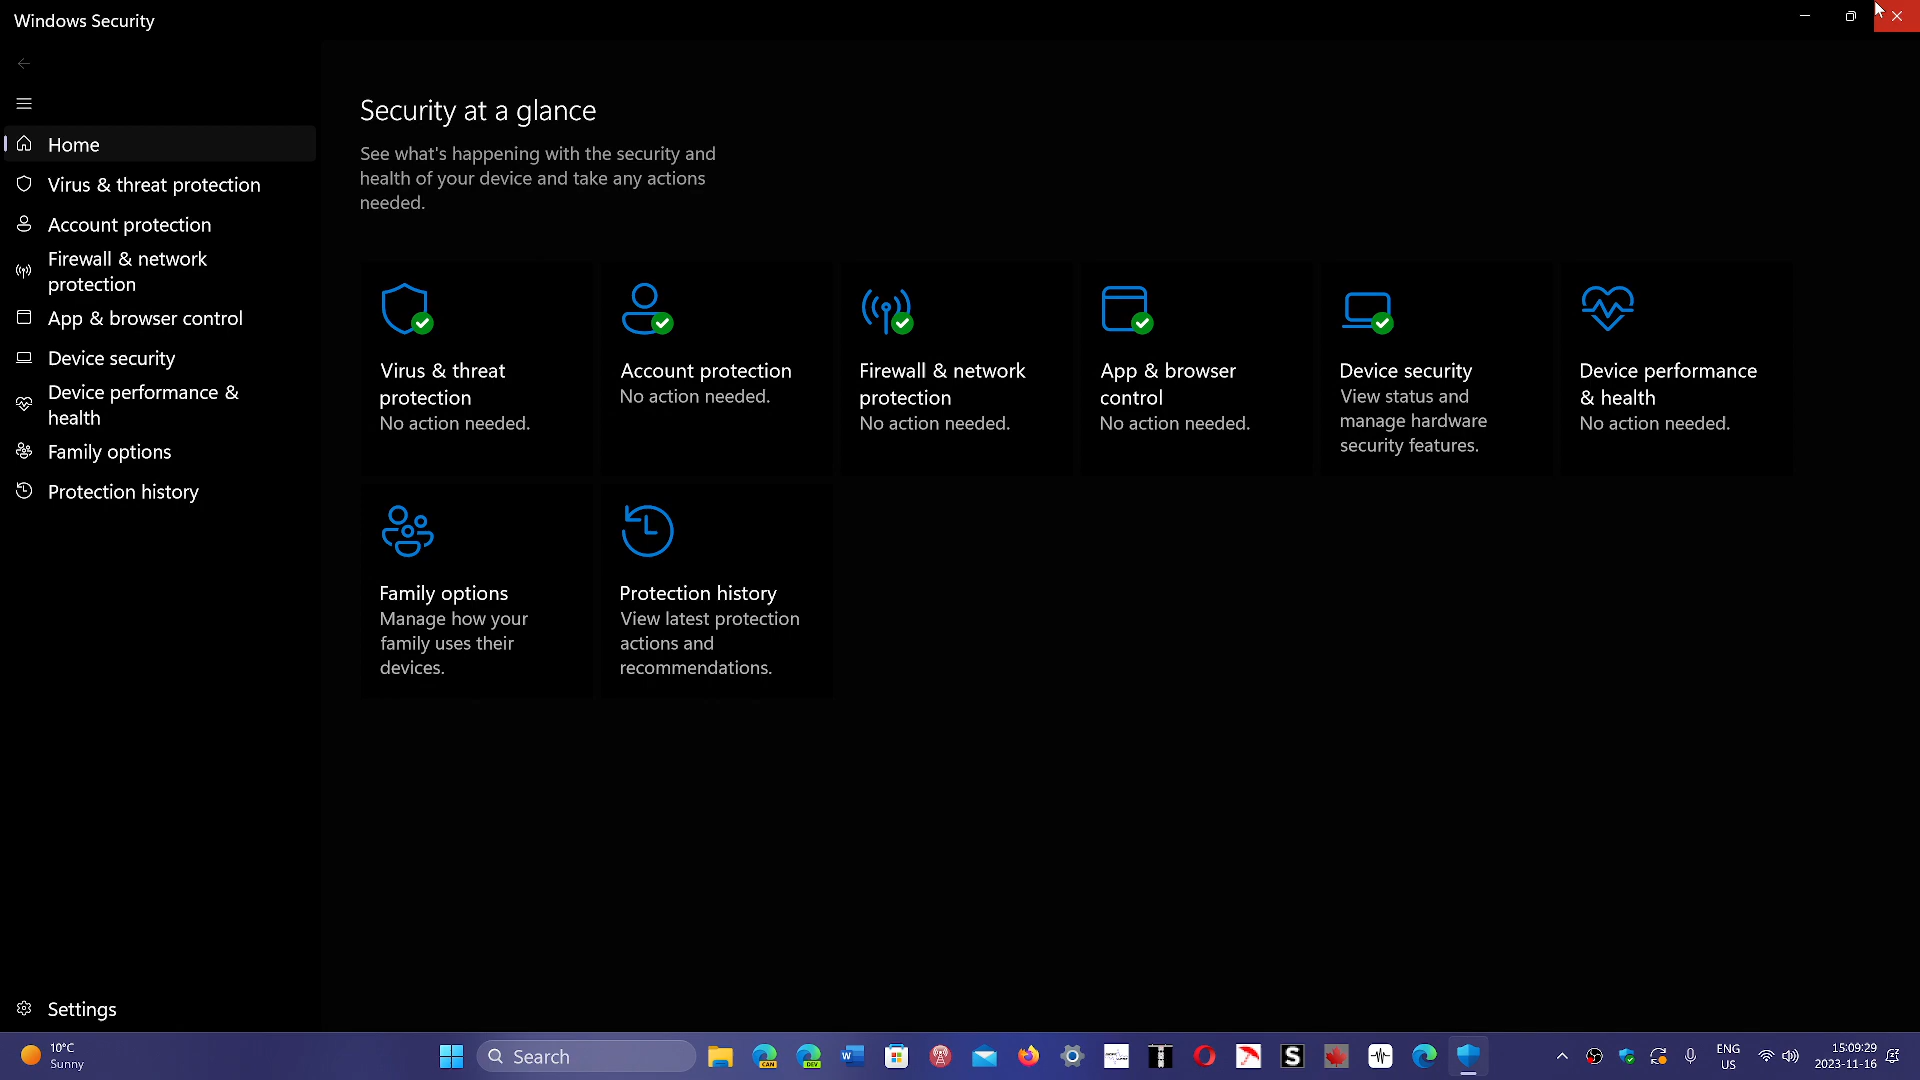 Windows Security
Home
Virus & threat protection
Account protection
Firewall & network
protection
App & browser control
Device security
Device performance &
health
Family options
Protection history
Settings
Security at a glance
See what's happening with the security and
health of your device and take any actions
needed.
Virus & threat
protection
No action needed.
Account protection
No action needed.
Firewall & network
protection
No action needed.
App & browser
control
No action needed.
Device security
View status and
manage hardware
security features.
Device performance
& health
No action needed.
Family options
Manage how your
family uses their
devices.
Protection history
View latest protection
actions and
recommendations.
10°C
Sunny
Search
CAN
DEV
W
S
ENG
US
15:09:29
2023-11-16